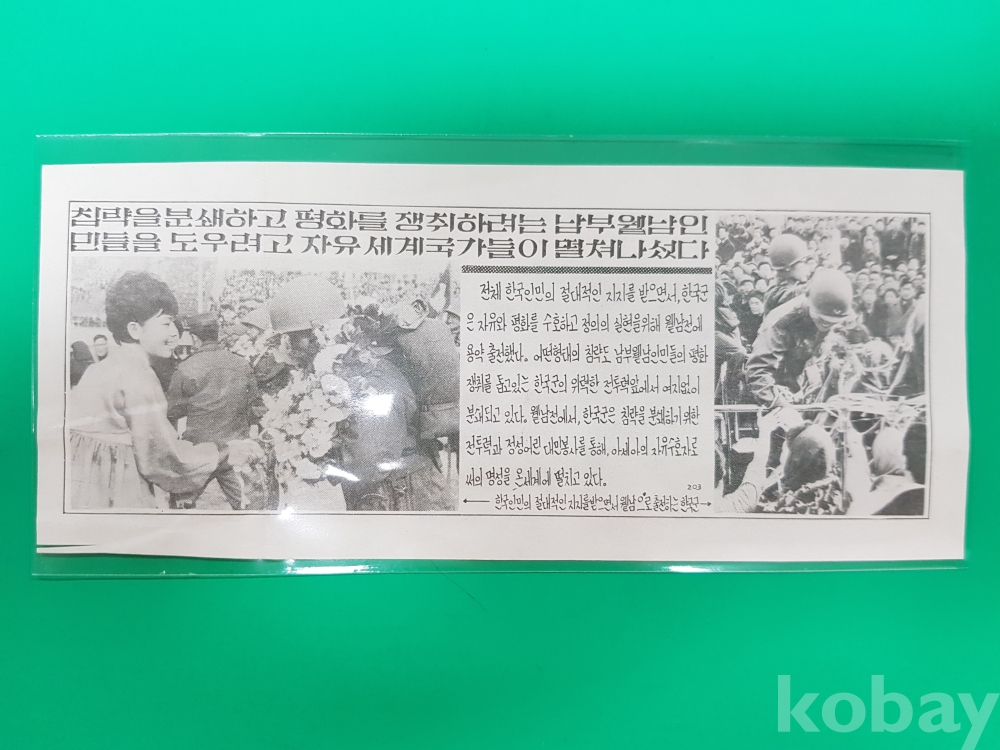 침략을분쇄하고 평화를 쟁취하려는 남부웰남인
민들을 도우려고 자유세계국가들이 떨쳐나섰다
전체 한국인민의 절대적인 지지를 받으면서, 한국군
은 자유와 평화를 수호하고 정의의 실현을위해 웰남전에
용약 출전했다. 어떤형태의 침략도 남부웰남인민들의 평화
쟁취를 돕고있는 한국군의 위력한 전투력앞에서 여지없이
분쇄되고 있다. 웰남전에서, 한국군은 침략을 분쇄하기 위한
전투력과 정성어린 대민봉사를 통해, 아세아의 자유수호자로
써의 명성을 온세계에 떨치고 있다.
203
한국인민의 절대적인 지지를받으면서 웰남으로출전하는 한국군
kobay